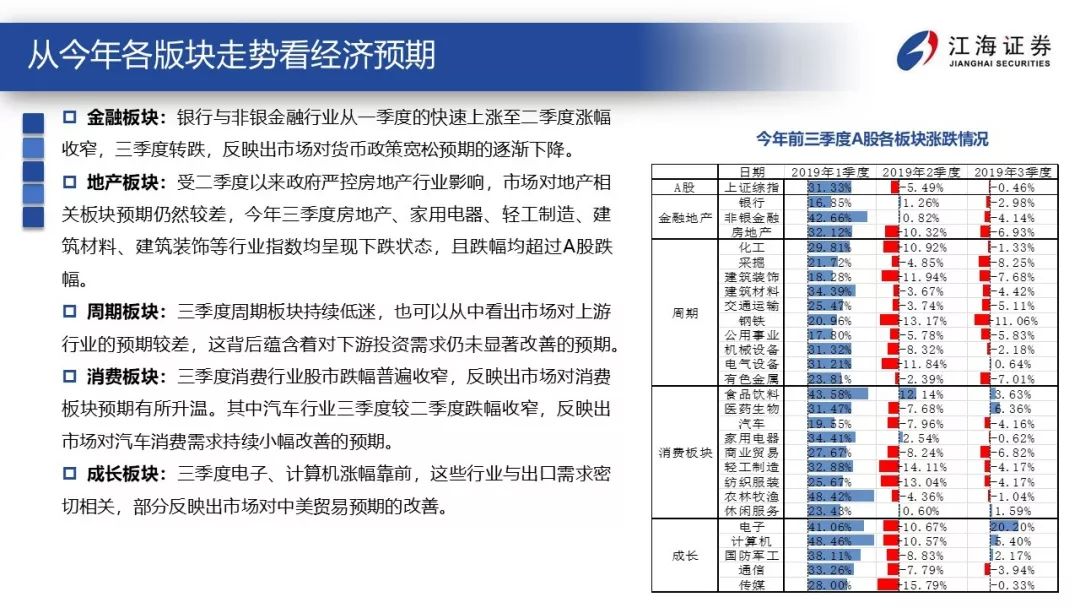 从今年各版块走势看经济预期
江海证券
JIANGHAI SECURITIES
金融板块：银行与非银金融行业从一季度的快速上涨至二季度涨幅
收窄，三季度转跌，反映出市场对货币政策宽松预期的逐渐下降。
地产板块：受二季度以来政府严控房地产行业影响，市场对地产相
关板块预期仍然较差，今年三季度房地产、家用电器、轻工制造、建
筑材料、建筑装饰等行业指数均呈现下跌状态，且跌幅均超过A股跌
幅。
周期板块：三季度周期板块持续低迷，也可以从中看出市场对上游
行业的预期较差，这背后蕴含着对下游投资需求仍未显著改善的预期。
消费板块：三季度消费行业股市跌幅普遍收窄，反映出市场对消费
板块预期有所升温。其中汽车行业三季度较二季度跌幅收窄，反映出
市场对汽车消费需求持续小幅改善的预期。
成长板块：三季度电子、计算机涨幅靠前，这些行业与出口需求密
切相关，部分反映出市场对中美贸易预期的改善。
今年前三季度A股各板块涨跌情况
日期 2019年1季度 2019年2季度 2019年3季度
A股 上证综指 31.33% -5.49% -0.46%
金融地产 银行 16.85% 1.26% -2.98%
非银金融 42.66% 0.82% -4.14%
房地产 32.12% -10.32% -6.93%
周期 化工 29.81% -10.92% -1.33%
采掘 21.72% -4.85% -8.25%
建筑装饰 18.28% -11.94% -7.68%
建筑材料 34.39% -3.67% -4.42%
交通运输 25.47% -3.74% -5.11%
钢铁 20.96% -13.17% -11.06%
公用事业 17.80% -5.78% -5.83%
机械设备 31.32% -8.32% -2.18%
电气设备 31.21% -11.84% 0.64%
有色金属 23.81% -2.39% -7.01%
消费板块 食品饮料 43.58% 12.14% 3.63%
医药生物 31.47% -7.68% 6.36%
汽车 19.55% -7.96% -4.16%
家用电器 34.41% 2.54% -0.62%
商业贸易 27.67% -8.24% -6.82%
轻工制造 32.88% -14.11% -4.17%
纺织服装 25.67% -13.04% -4.17%
农林牧渔 48.42% -4.36% -1.04%
休闲服务 23.43% 0.60% 1.59%
成长 电子 41.06% -10.67% 20.20%
计算机 48.46% -10.57% 5.40%
国防军工 38.11% -8.83% 2.17%
通信 33.26% -7.79% -3.94%
传媒 28.00% -15.79% -0.33%